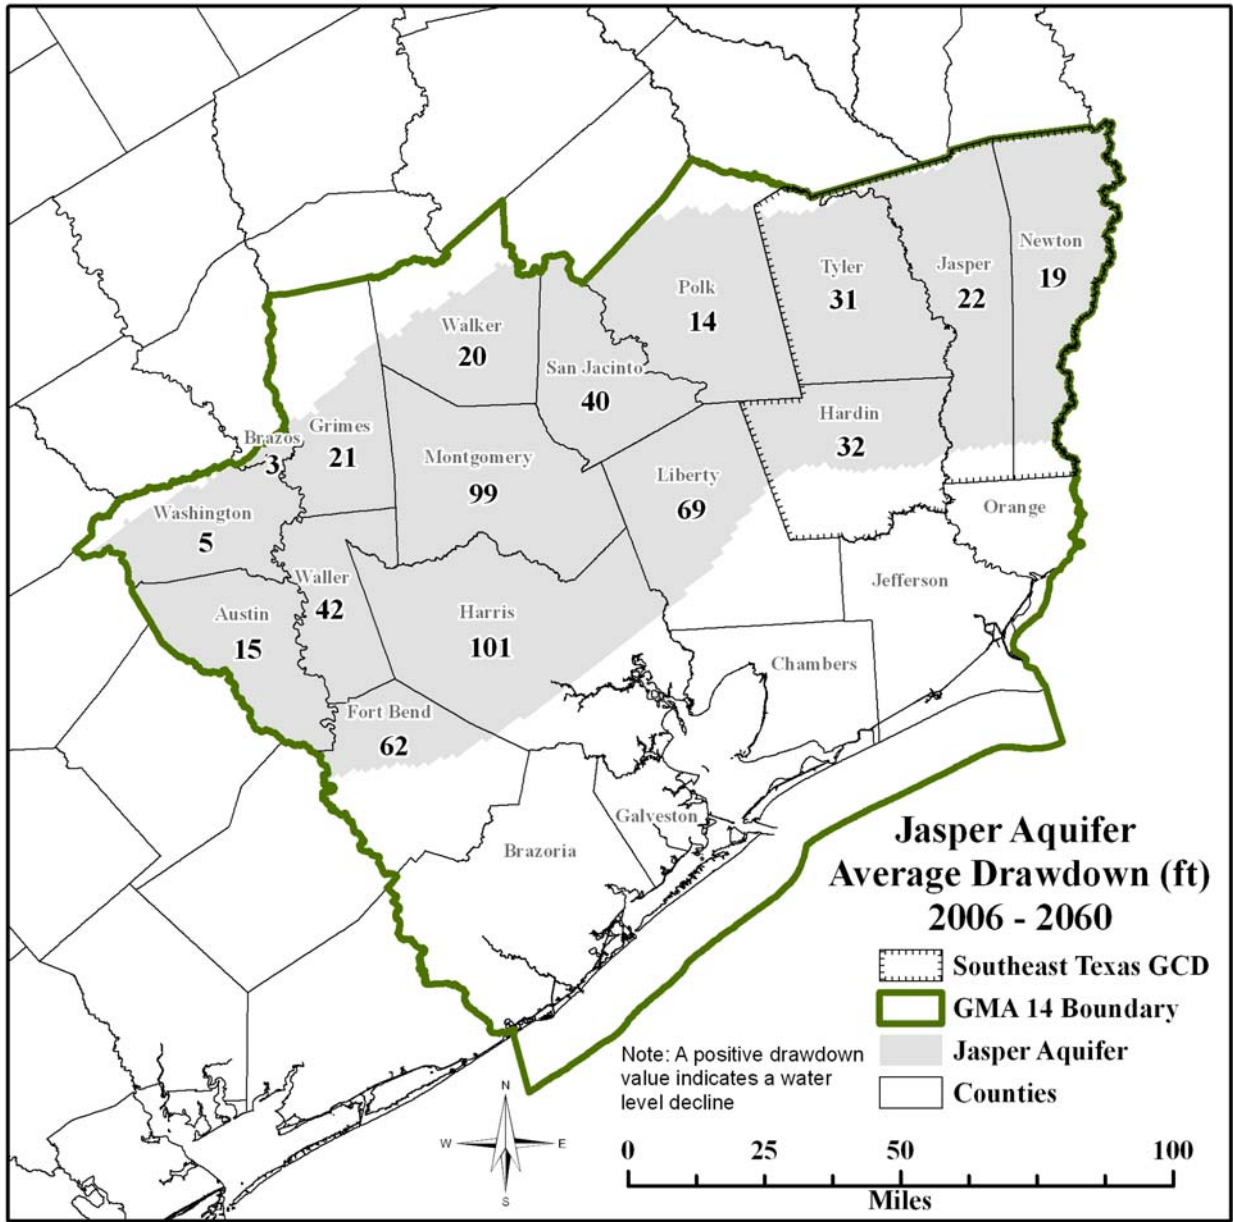 Newton
19
Jasper
22
Tyler
31
Polk
14
Walker
20
San Jacinto
40
Hardin
32
Grimes
21
Brazos
3
Montgomery
99
Liberty
69
Washington
5
Orange
Waller
42
Jefferson
Austin
15
Harris
101
Chambers
Fort Bend
62
Galveston
Brazoria
Jasper Aquifer
Average Drawdown (ft)
2006 - 2060
Southeast Texas GCD
GMA 14 Boundary
Jasper Aquifer
Counties
Note: A positive drawdown
value indicates a water
level decline
N
W E
S
0 25 50 100
Miles